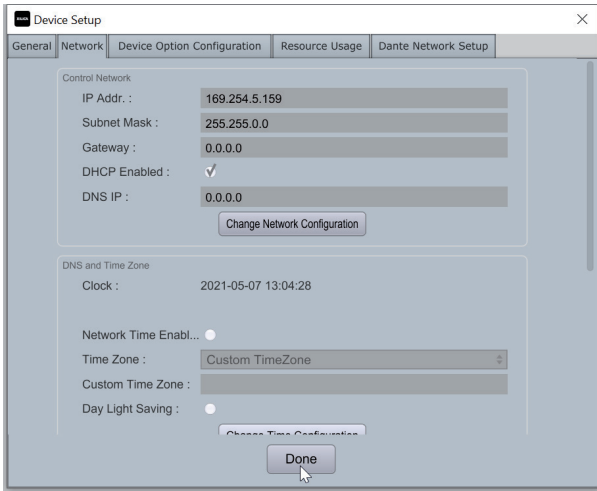 Device Setup
General Network Device Option Configuration Resource Usage Dante Network Setup
Control Network
IP Addr. : 169.254.5.159
Subnet Mask : 255.255.0.0
Gateway : 0.0.0.0
DHCP Enabled :
DNS IP : 0.0.0.0
Change Network Configuration
DNS and Time Zone
Clock : 2021-05-07 13:04:28
Network Time Enabl...
Time Zone : Custom TimeZone
Custom Time Zone :
Day Light Saving :
Change Time Configuration
Done